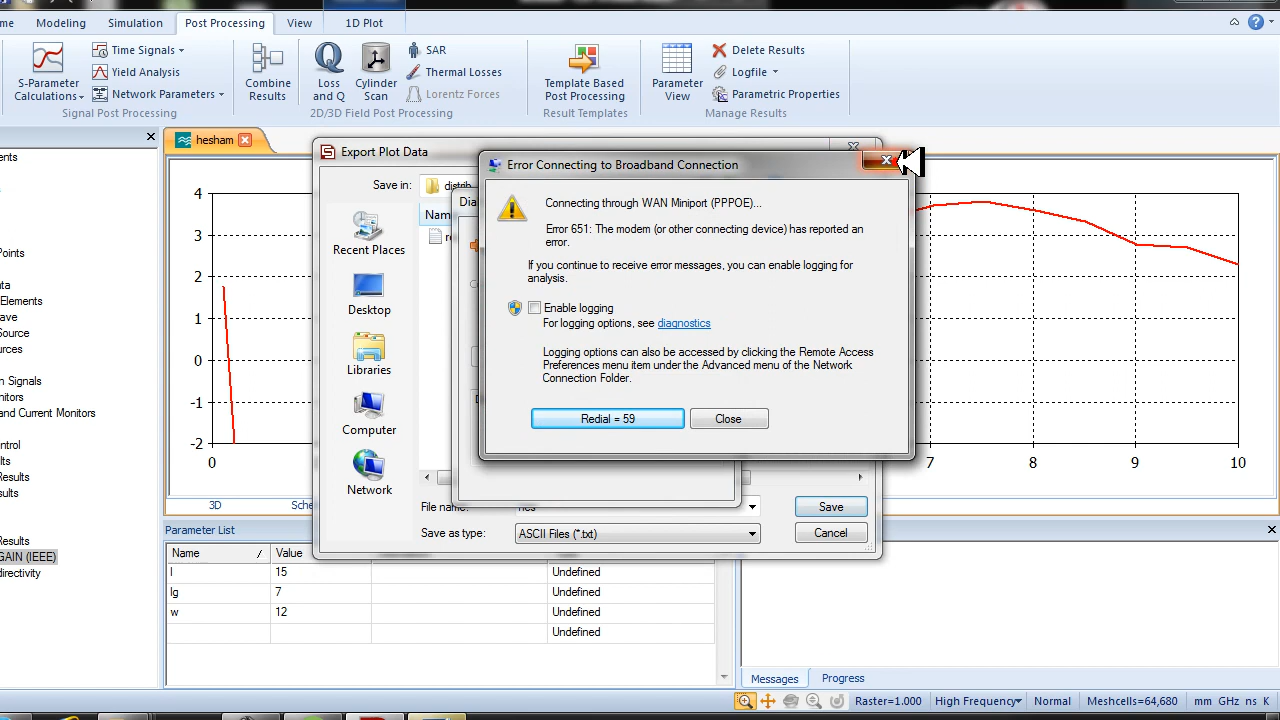 me
Modeling
Simulation
Post Processing
View
1D Plot
S-Parameter
Calculations
Time Signals
Yield Analysis
Network Parameters
Signal Post Processing
Combine
Results
Loss
and Q
Cylinder
Scan
SAR
Thermal Losses
Lorentz Forces
2D/3D Field Post Processing
Template Based
Post Processing
Result Templates
Parameter
View
Delete Results
Logfile
Parametric Properties
Manage Results
hesham
ents
Points
ta
Elements
ave
Source
rces
n Signals
nitors
and Current Monitors
ntrol
lts
Results
s
Results
GAIN (IEEE)
irectivity
4
3
2
1
0
-1
-2
0
7
8
9
10
3D
Sche
Export Plot Data
Save in:
distrib
Nam
Recent Places
Desktop
Libraries
Computer
Network
File name:
Save as type:
ASCII Files (*.txt)
Save
Cancel
Dia
Error Connecting to Broadband Connection
Connecting through WAN Miniport (PPPOE)...
Error 651: The modem (or other connecting device) has reported an
error.
If you continue to receive error messages, you can enable logging for
analysis.
Enable logging
For logging options, see diagnostics
Logging options can also be accessed by clicking the Remote Access
Preferences menu item under the Advanced menu of the Network
Connection Folder.
Redial = 59
Close
Parameter List
Name / Value
l 15 Undefined
lg 7 Undefined
w 12 Undefined
Undefined
Messages
Progress
Raster=1.000
High Frequency
Normal
Meshcells=64,680
mm GHz ns K